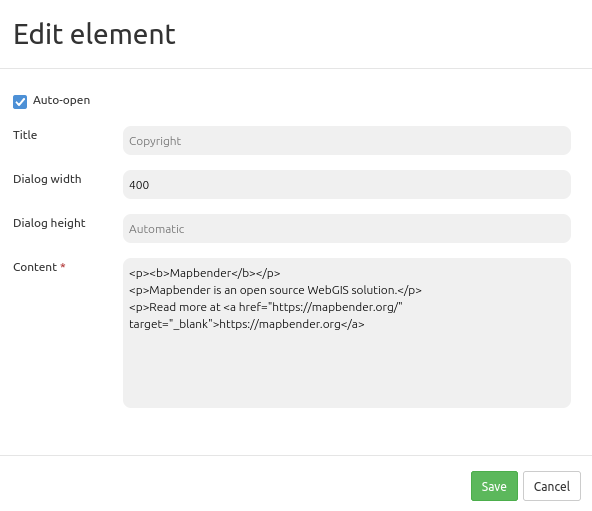 Edit element
Auto-open
Title
Copyright
Dialog width
400
Dialog height
Automatic
Content *
<p><b>Mapbender</b></p>
<p>Mapbender is an open source WebGIS solution.</p>
<p>Read more at <a href="https://mapbender.org/"
target="_blank">https://mapbender.org</a>
Save
Cancel